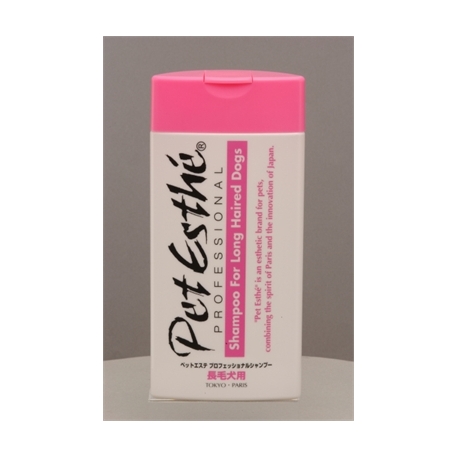 Pet Esthé®
PROFESSIONAL
Shampoo For Long Haired Dogs
"Pet Esthé" is an esthetic brand for pets,
combining the spirit of Paris and the innovation of Japan.
ペットエステ プロフェッショナルシャンプー
長毛犬用
TOKYO・PARIS